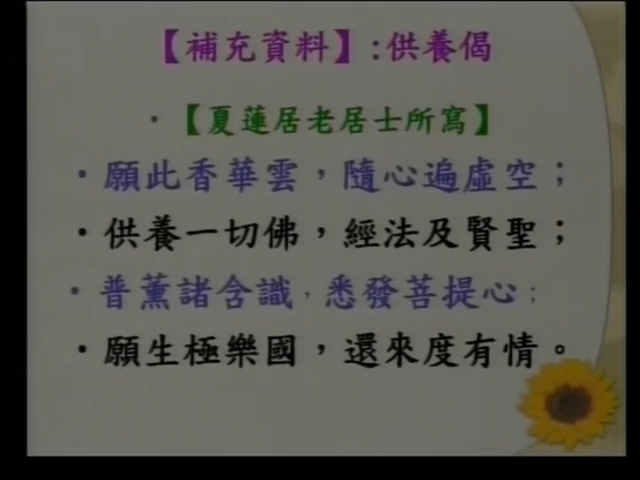 【補充資料】:供養偈
·【夏蓮居老居士所寫】
·願此香華雲，隨心遍虛空；
·供養一切佛，經法及賢聖；
·普薰諸含識，悉發菩提心；
·願生極樂國，還來度有情。